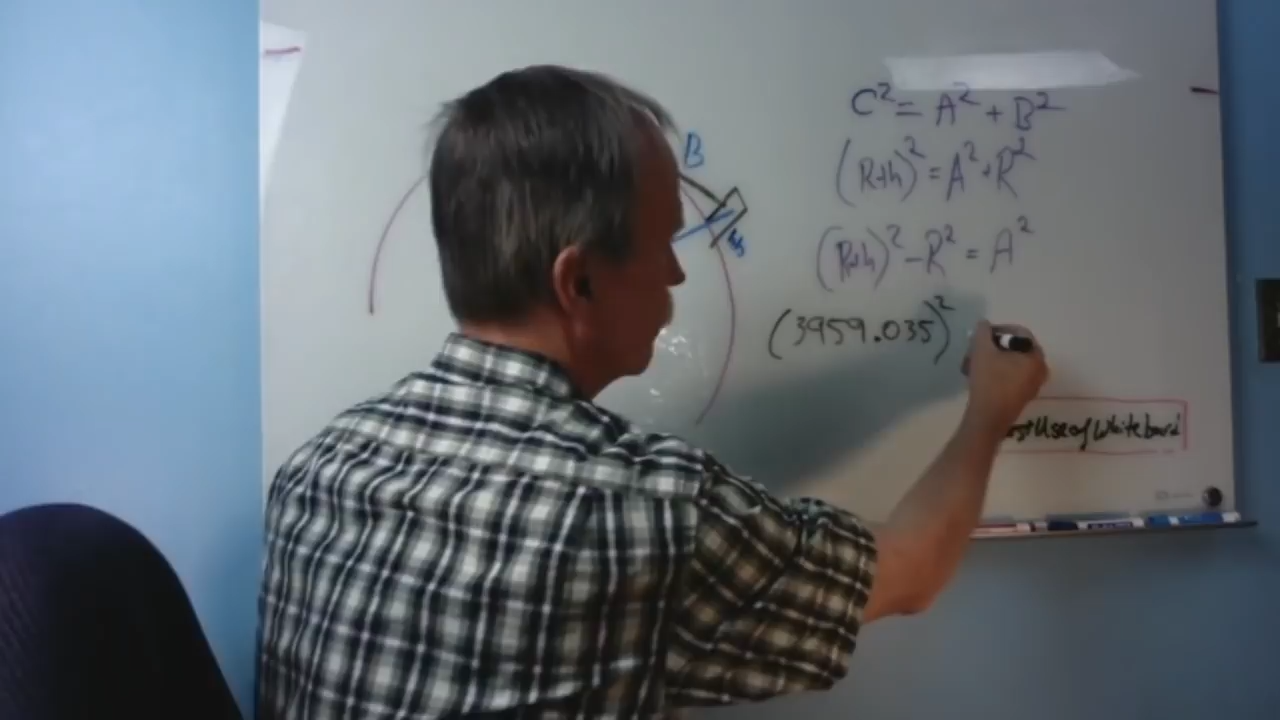 B
C² = A² + B²
(R+h)² = A² + R²
(R+h)² - R² = A²
(3959.035)²
Use of Whiteboard